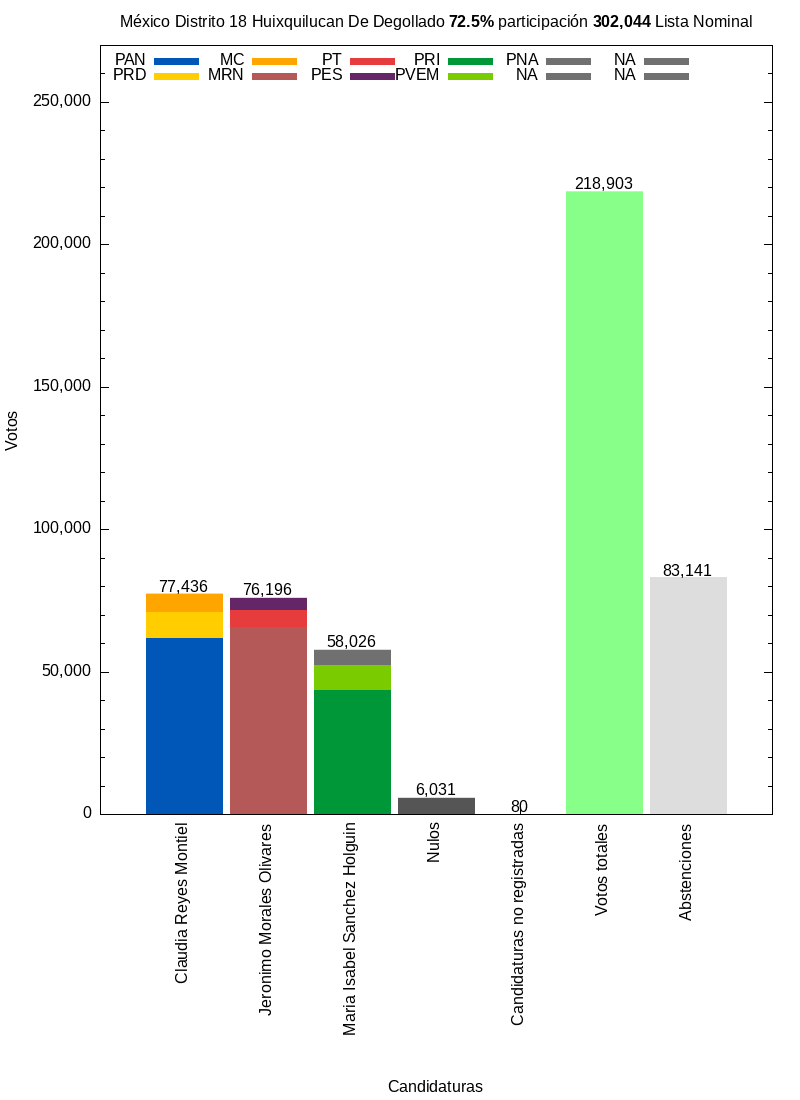 México Distrito 18 Huixquilucan De Degollado 72.5% participación 302,044 Lista Nominal
PAN MC PT PRI PNA NA
PRD MRN PES PVEM NA NA
250,000
200,000
150,000
100,000
50,000
0
Votos
77,436
76,196
58,026
6,031
80
218,903
83,141
Claudia Reyes Montiel
Jeronimo Morales Olivares
Maria Isabel Sanchez Holguin
Nulos
Candidaturas no registradas
Votos totales
Abstenciones
Candidaturas